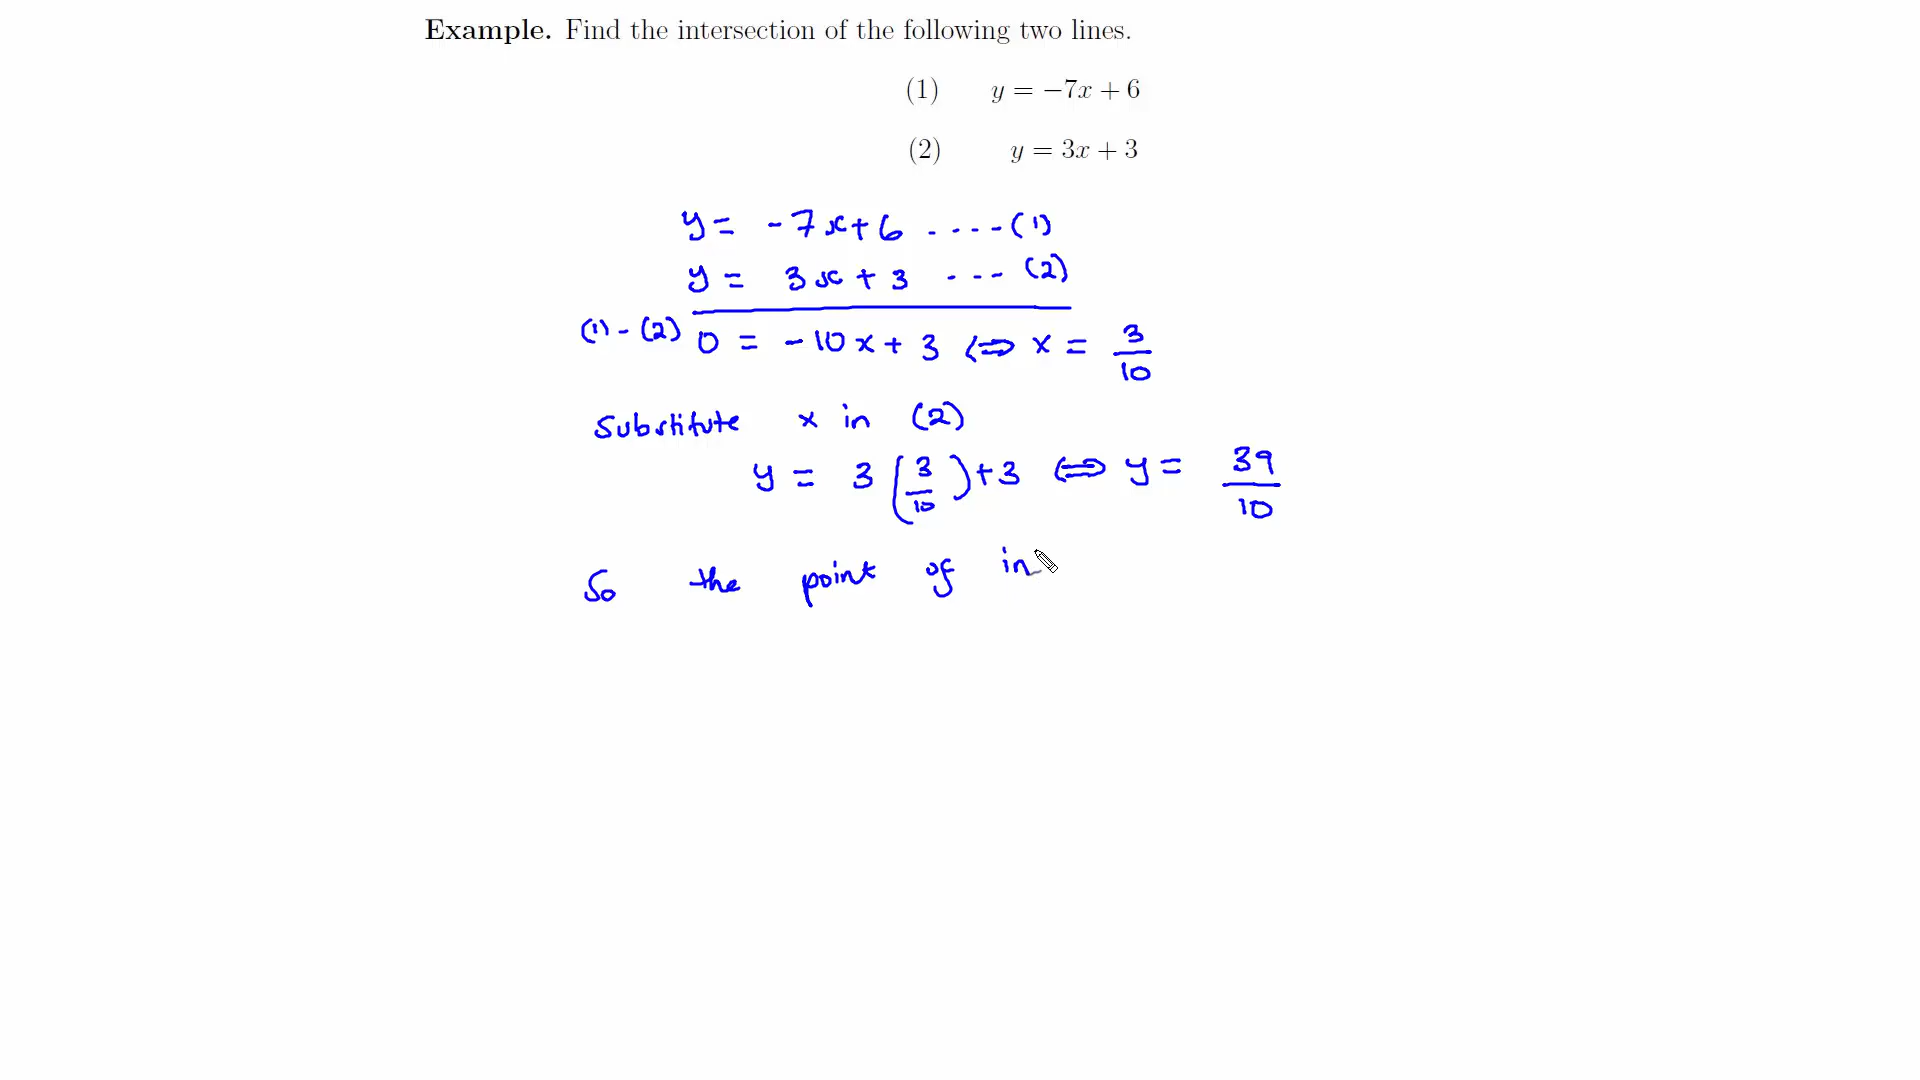 Example. Find the intersection of the following two lines.
(1) y = −7x + 6
(2) y = 3x + 3
y = -7x+6 .....(1)
y = 3x + 3 ... (2)
(1) - (2) 0 = -10x + 3 ⇔ x = 3/10
Substitute x in (2)
y = 3(3/10)+3 ⇔ y = 39/10
So the point of in